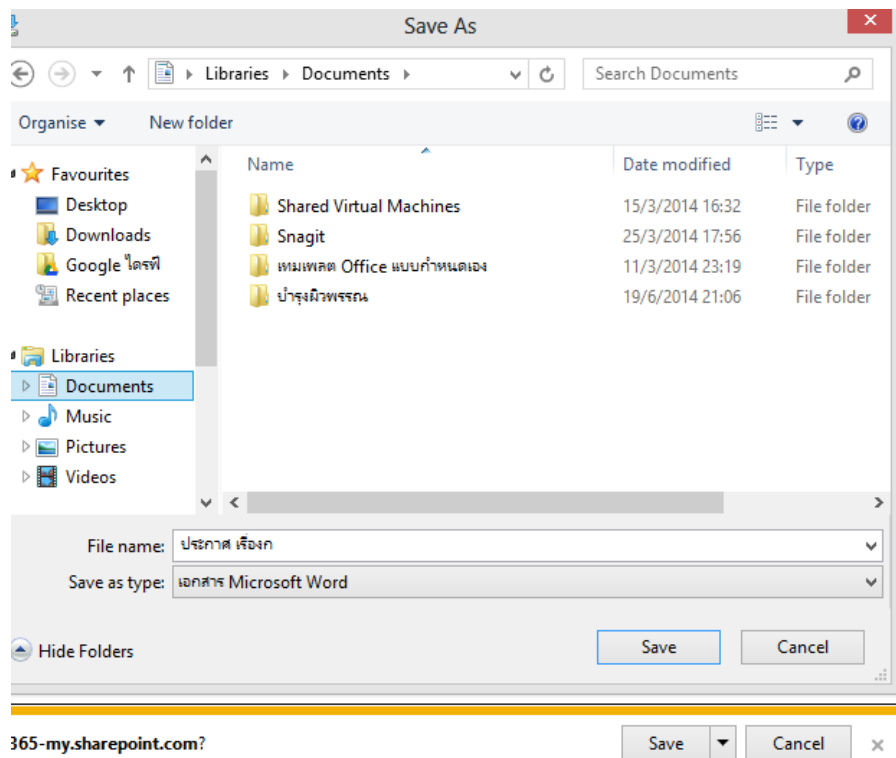 Save As
Libraries Documents
Search Documents
Organise New folder
Name Date modified Type
Favourites
Desktop
Downloads
Google ไดรฟ์
Recent places
Libraries
Documents
Music
Pictures
Videos
Shared Virtual Machines 15/3/2014 16:32 File folder
Snagit 25/3/2014 17:56 File folder
เทมเพลต Office แบบกำหนดเอง 11/3/2014 23:19 File folder
บำรุงผิวพรรณ 19/6/2014 21:06 File folder
File name: ประกาศ เรื่องก
Save as type: เอกสาร Microsoft Word
Hide Folders
Save Cancel
365-my.sharepoint.com? Save Cancel